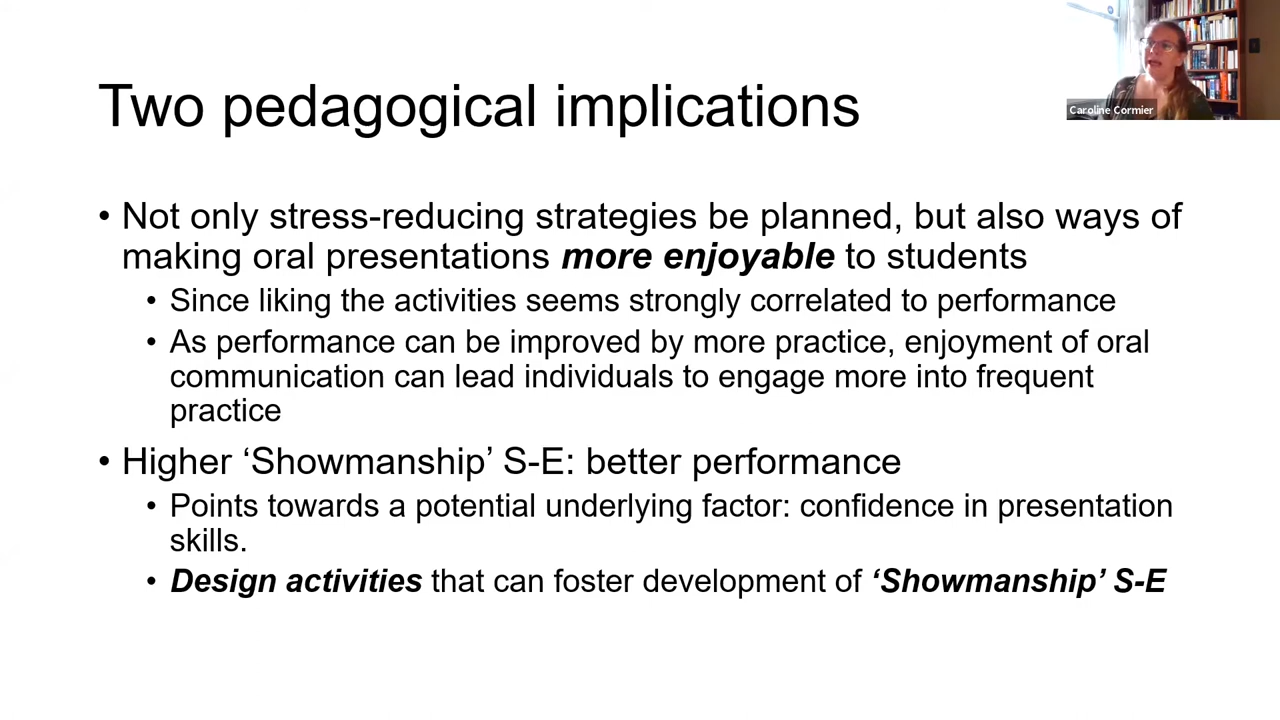 Caroline Cormier
Two pedagogical implications
• Not only stress-reducing strategies be planned, but also ways of
making oral presentations more enjoyable to students
• Since liking the activities seems strongly correlated to performance
• As performance can be improved by more practice, enjoyment of oral
communication can lead individuals to engage more into frequent
practice
• Higher ‘Showmanship’ S-E: better performance
• Points towards a potential underlying factor: confidence in presentation
skills.
• Design activities that can foster development of ‘Showmanship’ S-E